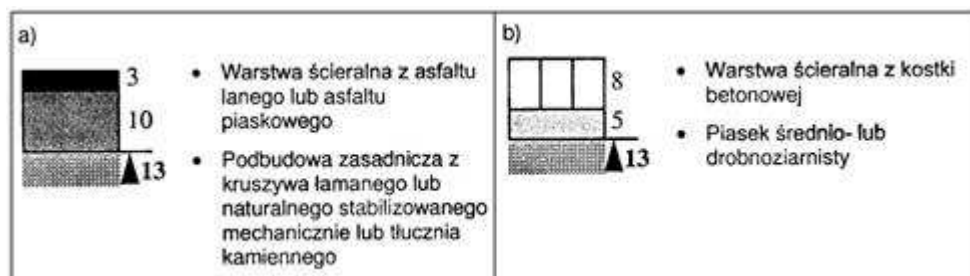 a)
3
10
13
• Warstwa ścieralna z asfaltu
lanego lub asfaltu
piaskowego
• Podbudowa zasadnicza z
kruszywa łamanego lub
naturalnego stabilizowanego
mechanicznie lub tłucznia
kamiennego
b)
8
5
13
• Warstwa ścieralna z kostki
betonowej
• Piasek średnio- lub
drobnoziarnisty